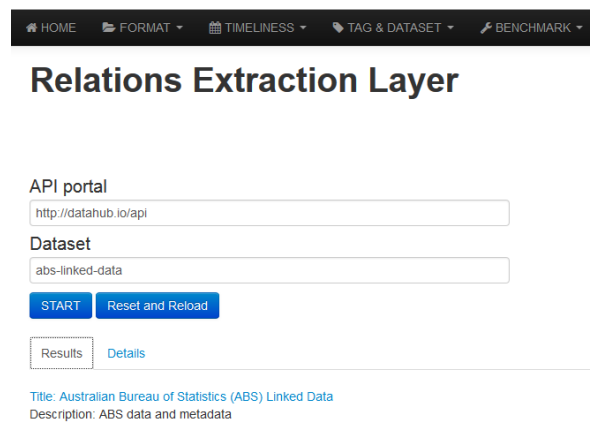 HOME FORMAT TIMELINESS TAG & DATASET BENCHMARK
Relations Extraction Layer
API portal
http://datahub.io/api
Dataset
abs-linked-data
START Reset and Reload
Results Details
Title: Australian Bureau of Statistics (ABS) Linked Data
Description: ABS data and metadata